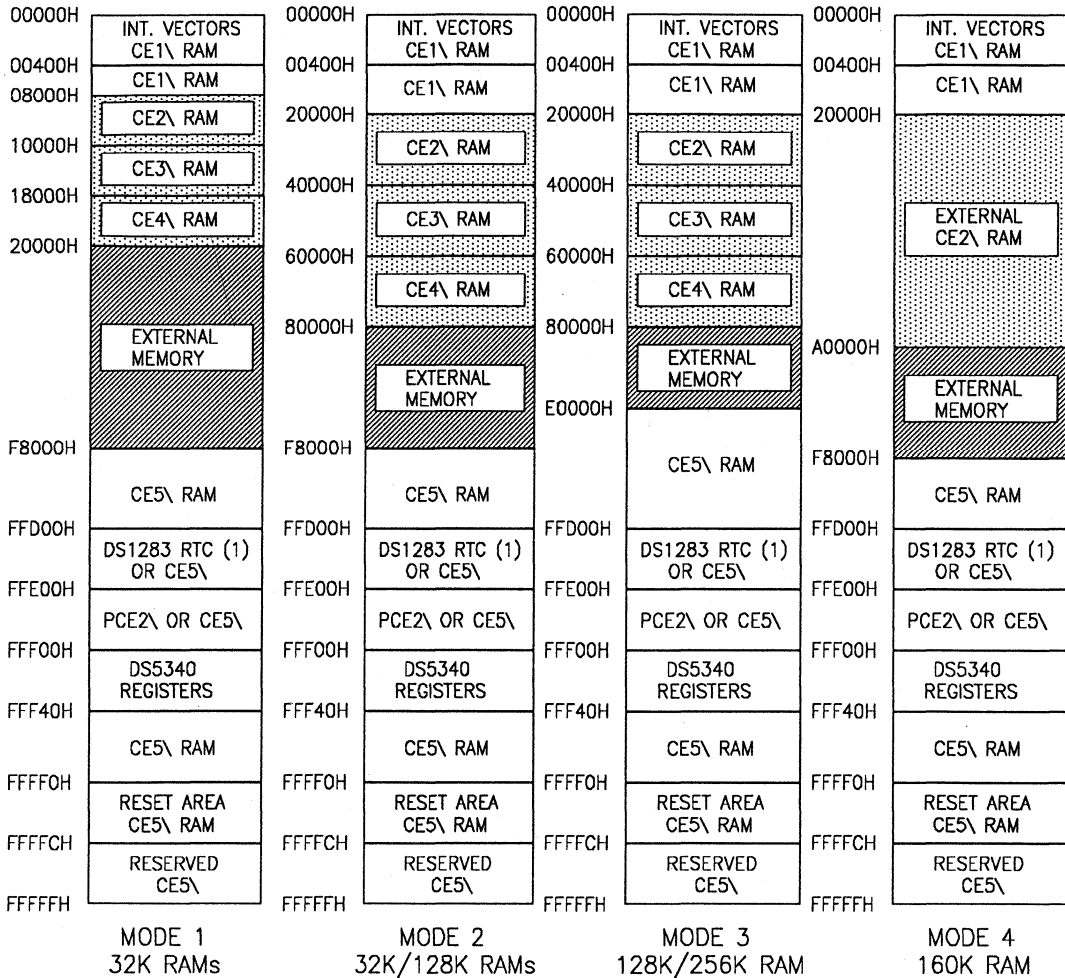 00000H
INT. VECTORS
CE1\ RAM
00400H
CE1\ RAM
08000H
CE2\ RAM
10000H
CE3\ RAM
18000H
CE4\ RAM
20000H
EXTERNAL
MEMORY
F8000H
CE5\ RAM
FFD00H
DS1283 RTC (1)
OR CE5\
FFE00H
PCE2\ OR CE5\
FFF00H
DS5340
REGISTERS
FFF40H
CE5\ RAM
FFFF0H
RESET AREA
CE5\ RAM
FFFFCH
RESERVED
CE5\
FFFFFH
MODE 1
32K RAMs
00000H
INT. VECTORS
CE1\ RAM
00400H
CE1\ RAM
20000H
CE2\ RAM
40000H
CE3\ RAM
60000H
CE4\ RAM
80000H
EXTERNAL
MEMORY
F8000H
CE5\ RAM
FFD00H
DS1283 RTC (1)
OR CE5\
FFE00H
PCE2\ OR CE5\
FFF00H
DS5340
REGISTERS
FFF40H
CE5\ RAM
FFFF0H
RESET AREA
CE5\ RAM
FFFFCH
RESERVED
CE5\
FFFFFH
MODE 2
32K/128K RAMs
00000H
INT. VECTORS
CE1\ RAM
00400H
CE1\ RAM
20000H
CE2\ RAM
40000H
CE3\ RAM
60000H
CE4\ RAM
80000H
EXTERNAL
MEMORY
E0000H
CE5\ RAM
FFD00H
DS1283 RTC (1)
OR CE5\
FFE00H
PCE2\ OR CE5\
FFF00H
DS5340
REGISTERS
FFF40H
CE5\ RAM
FFFF0H
RESET AREA
CE5\ RAM
FFFFCH
RESERVED
CE5\
FFFFFH
MODE 3
128K/256K RAM
00000H
INT. VECTORS
CE1\ RAM
00400H
CE1\ RAM
20000H
EXTERNAL
CE2\ RAM
A0000H
EXTERNAL
MEMORY
F8000H
CE5\ RAM
FFD00H
DS1283 RTC (1)
OR CE5\
FFE00H
PCE2\ OR CE5\
FFF00H
DS5340
REGISTERS
FFF40H
CE5\ RAM
FFFF0H
RESET AREA
CE5\ RAM
FFFFCH
RESERVED
CE5\
FFFFFH
MODE 4
160K RAM